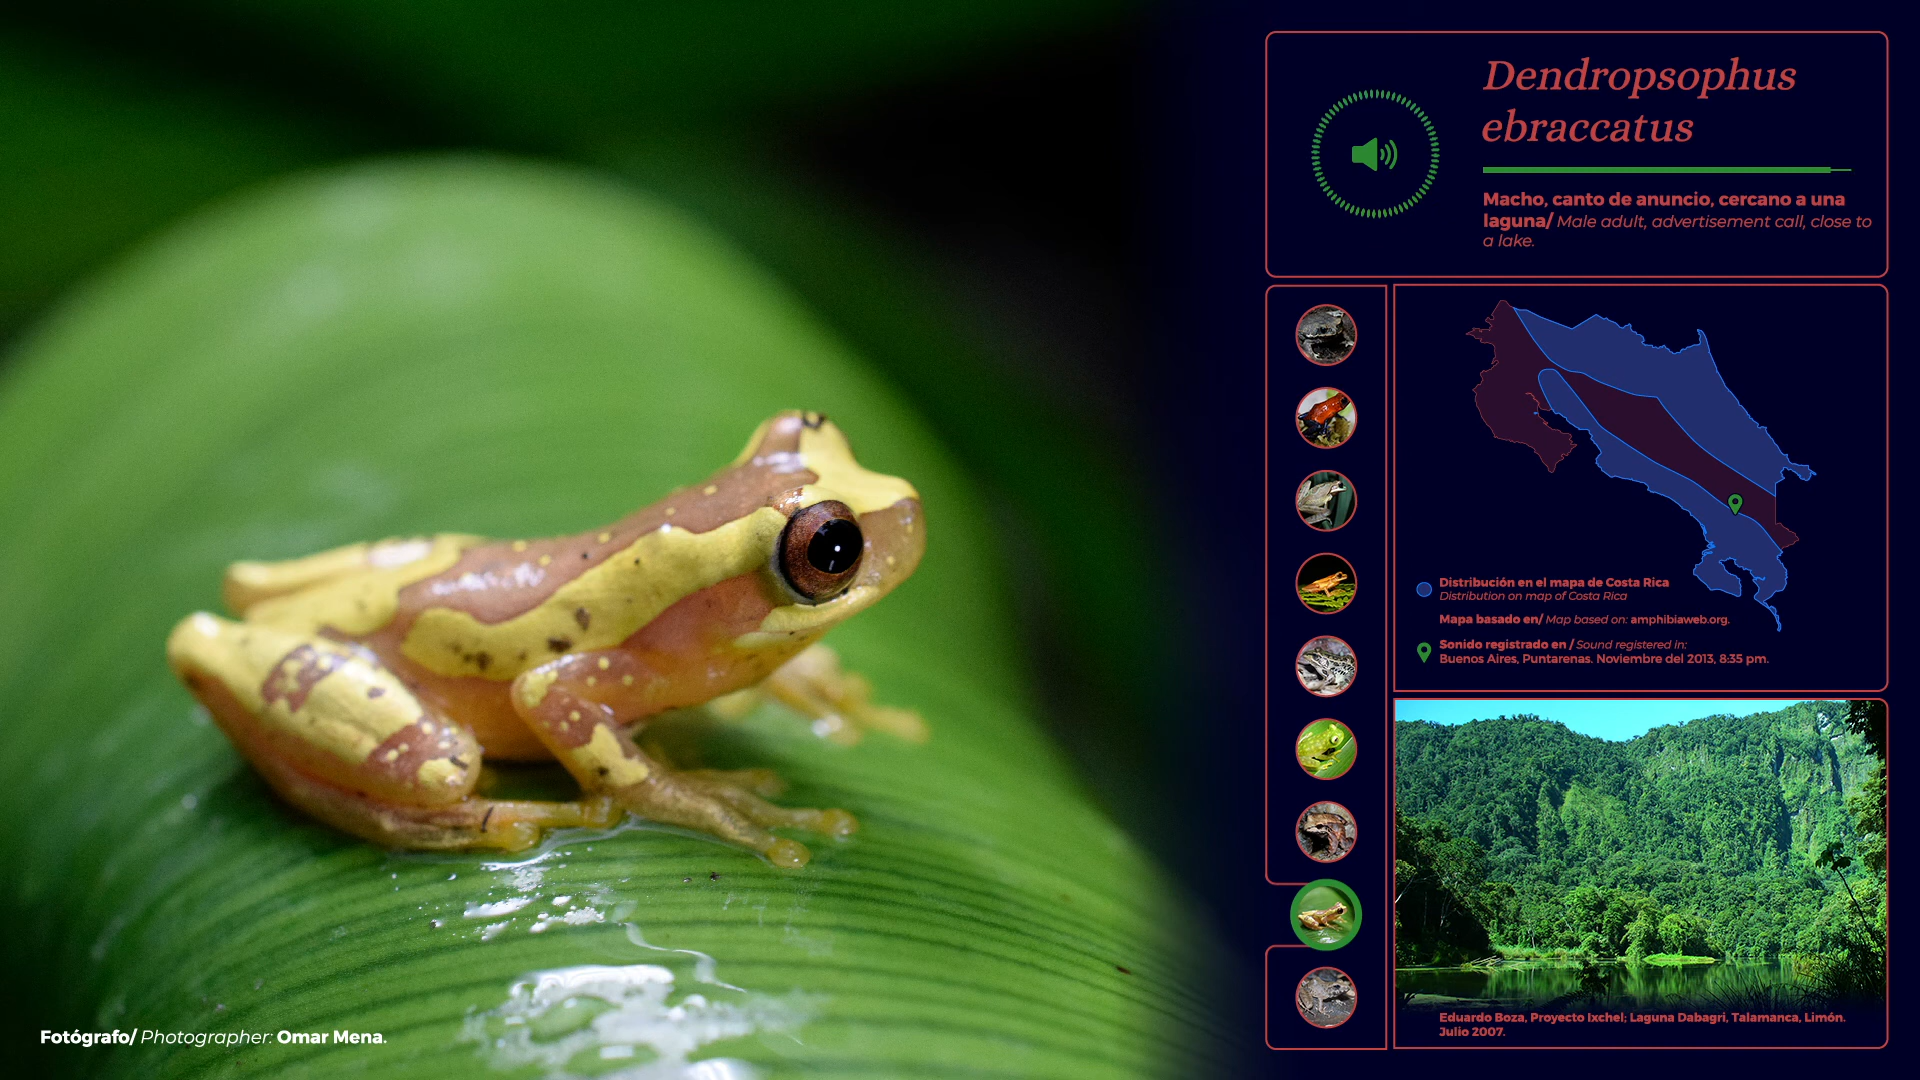 Dendropsophus
ebraccatus
Macho, canto de anuncio, cercano a una
laguna/ Male adult, advertisement call, close to
a lake.
Distribución en el mapa de Costa Rica
Distribution on map of Costa Rica
Mapa basado en/ Map based on: amphibiaweb.org.
Sonido registrado en / Sound registered in:
Buenos Aires, Puntarenas. Noviembre del 2013, 8:35 pm.
Eduardo Boza, Proyecto Ixchel; Laguna Dabagri, Talamanca, Limón.
Julio 2007.
Fotógrafo/ Photographer: Omar Mena.